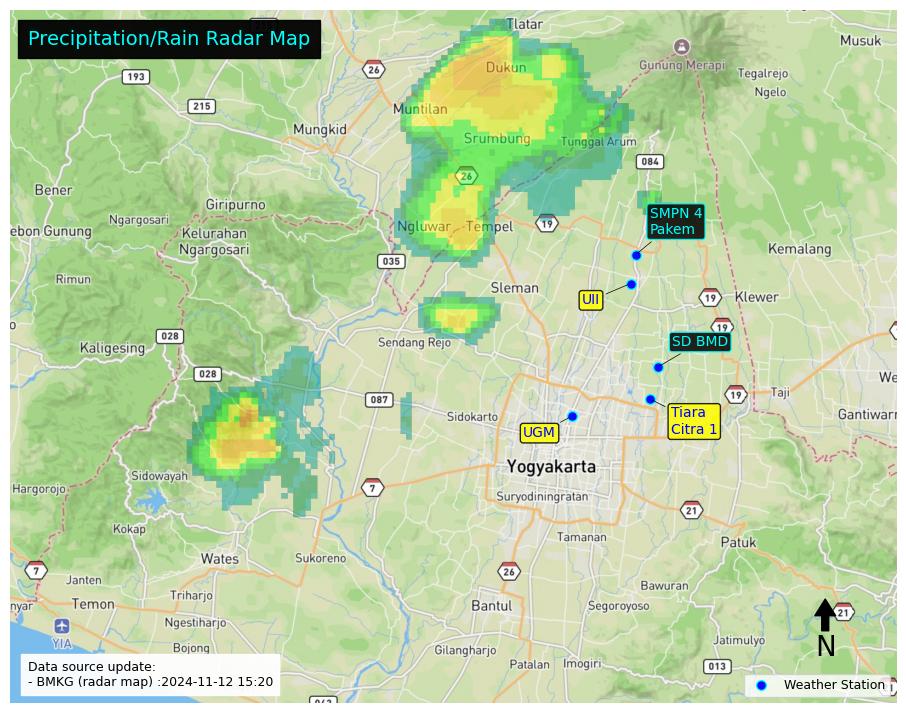 Precipitation/Rain Radar Map
Tlatar
Musuk
193
26
Dukun
Gunung Merapi
Tegalrejo
Ngelo
215
Muntilan
Mungkid
Srumbung
Tunggal Arum
084
26
Bener
Giripurno
SMPN 4
Pakem
Ngargosari
ebon Gunung
Kelurahan
Ngargosari
Ngluwar
Tempel
19
Kemalang
035
Rimun
UII
Sleman
19
Klewer
19
028
Kaligesing
Sendang Rejo
SD BMD
028
We
087
Sidokarto
19
Taji
Tiara
Citra 1
Gantiwarn
UGM
Yogyakarta
Sidowayah
Hargorojo
7
Suryodiningratan
21
Kokap
Tamanan
Patuk
Wates
Sukoreno
7
26
Janten
Bawuran
nyar
Temon
Triharjo
Bantul
Segoroyoso
21
Ngestiharjo
YIA
N
Bojong
Gilangharjo
Jatimulyo
Patalan
Imogiri
013
Data source update:
- BMKG (radar map) :2024-11-12 15:20
Weather Station